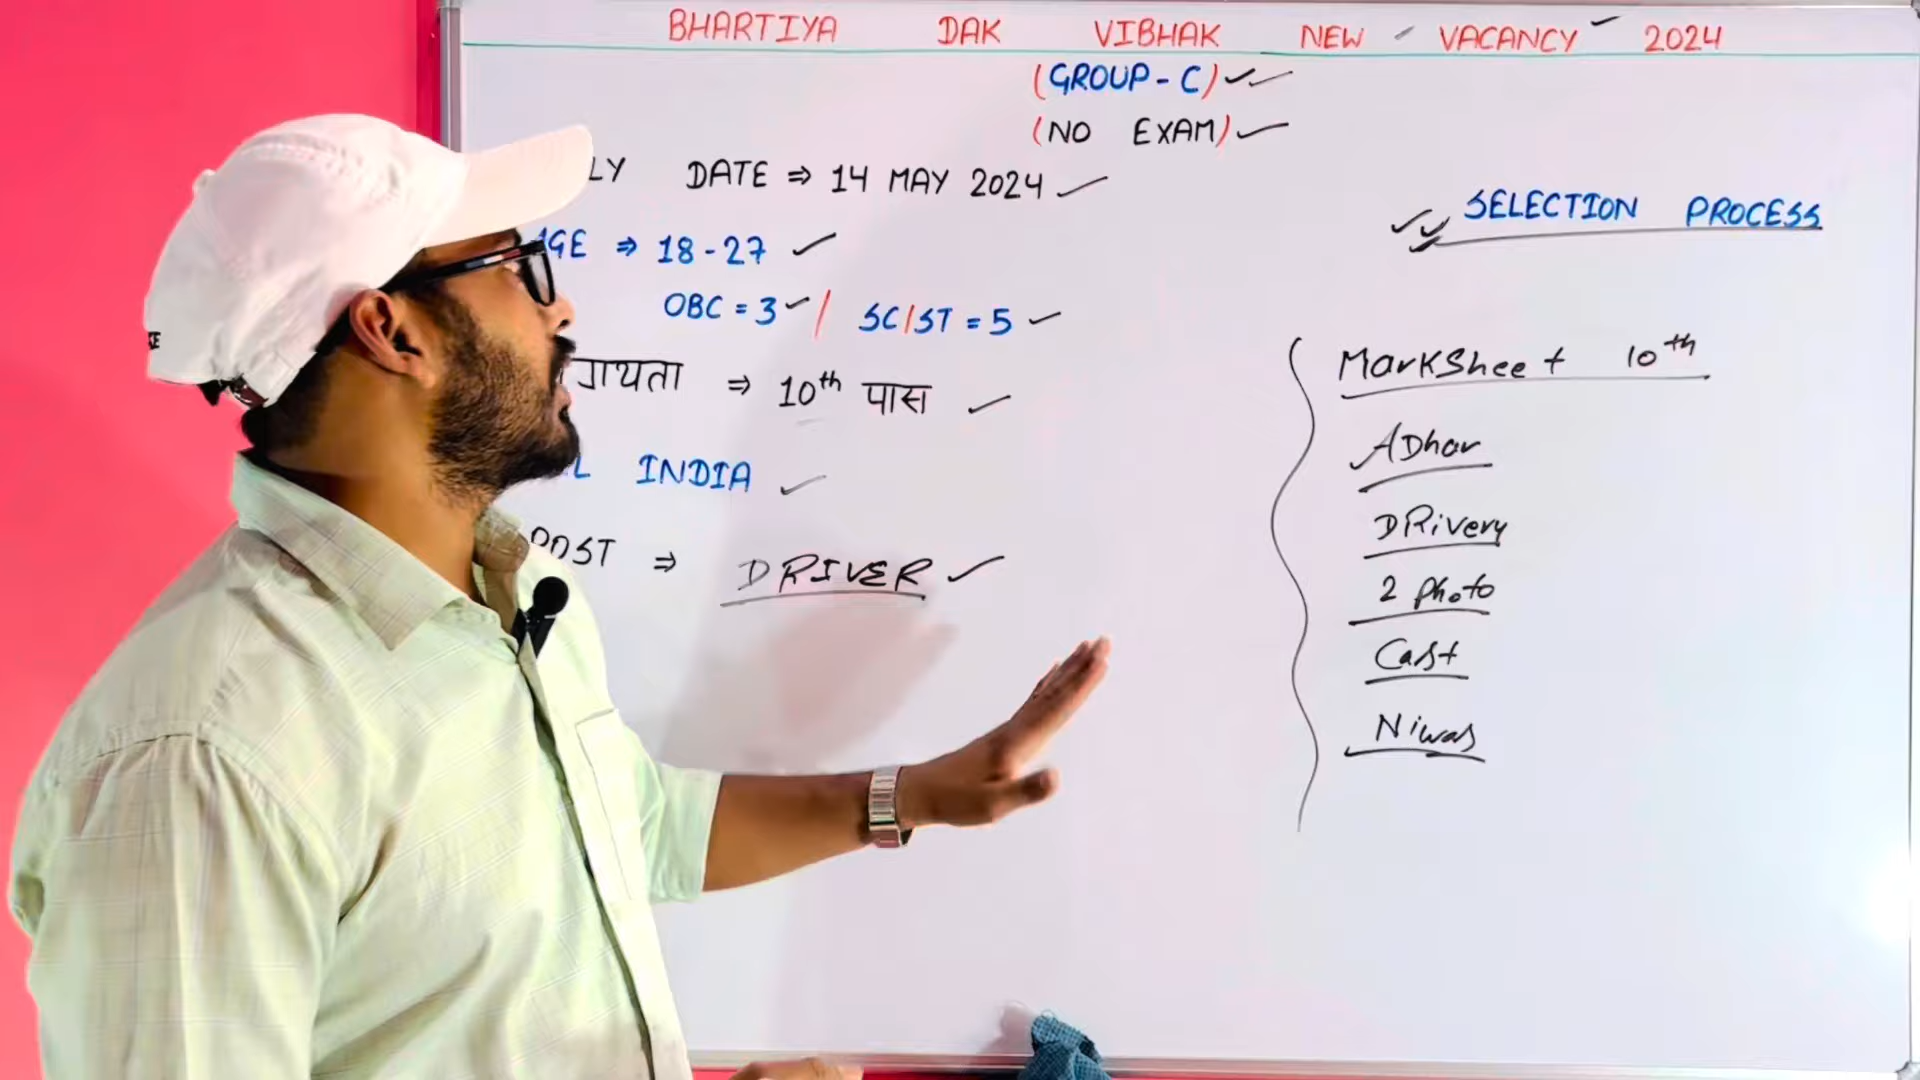 BHARTIYA DAK VIBHAK NEW VACANCY 2024
(GROUP-C)
(NO EXAM)
LY DATE ⇒ 14 MAY 2024
AGE ⇒ 18-27
OBC = 3 / SC/ST = 5
ग्यता ⇒ 10th पास
L INDIA
POST ⇒ DRIVER
SELECTION PROCESS
MarkSheet 10th
ADhar
DRivery
2 Photo
Cast
Niwas